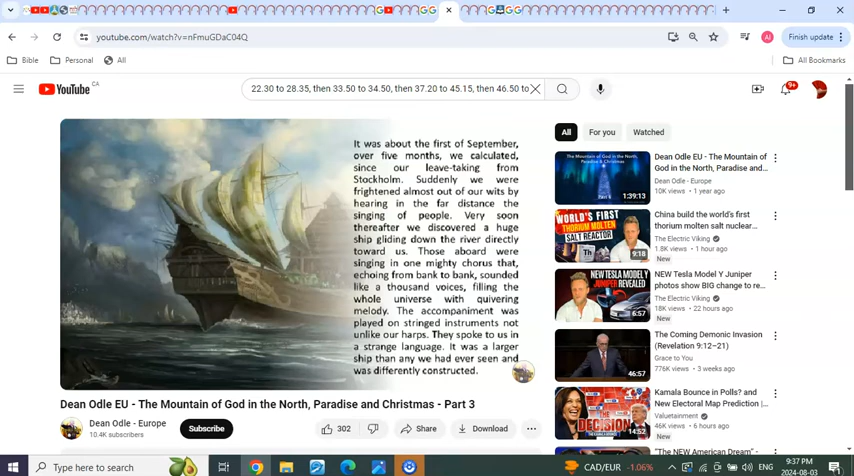 Finish update
youtube.com/watch?v=nFmuGDaC04Q
Bible
Personal
All
All Bookmarks
YouTube CA
22.30 to 28.35, then 33.50 to 34.50, then 37.20 to 45.15, then 46.50 to
9+
It was about the first of September,
over five months, we calculated,
since our leave-taking from
Stockholm. Suddenly we were
frightened almost out of our wits by
hearing in the far distance the
singing of people. Very soon
thereafter we discovered a huge
ship gliding down the river directly
toward us. Those aboard were
singing in one mighty chorus that,
echoing from bank to bank, sounded
like a thousand voices, filling the
whole universe with quivering
melody. The accompaniment was
played on stringed instruments not
unlike our harps. They spoke to us in
a strange language. It was a larger
ship than any we had ever seen and
was differently constructed.
Dean Odle EU - The Mountain of God in the North, Paradise and Christmas - Part 3
Dean Odle - Europe
10.4K subscribers
Subscribe
302
Share
Download
All
For you
Watched
1:39:13
Dean Odle EU - The Mountain of
God in the North, Paradise and...
Dean Odle - Europe
10K views • 1 year ago
WORLD'S FIRST
THORIUM MOLTEN
SALT REACTOR
Th
9:18
China build the world's first
thorium molten salt nuclear...
The Electric Viking
1.8K views • 1 hour ago
New
NEW TESLA MODEL Y
JUNIPER
REVEALED
6:57
NEW Tesla Model Y Juniper
photos show BIG change to re...
The Electric Viking
18K views • 22 hours ago
New
46:57
The Coming Demonic Invasion
(Revelation 9:12–21)
Grace to You
776K views • 3 weeks ago
THE DECISION
14:52
Kamala Bounce in Polls? and
New Electoral Map Prediction |...
Valuetainment
46K views • 6 hours ago
New
"The NEW American Dream" -
Type here to search
CAD/EUR -1.06%
ENG
9:37 PM
2024-08-03